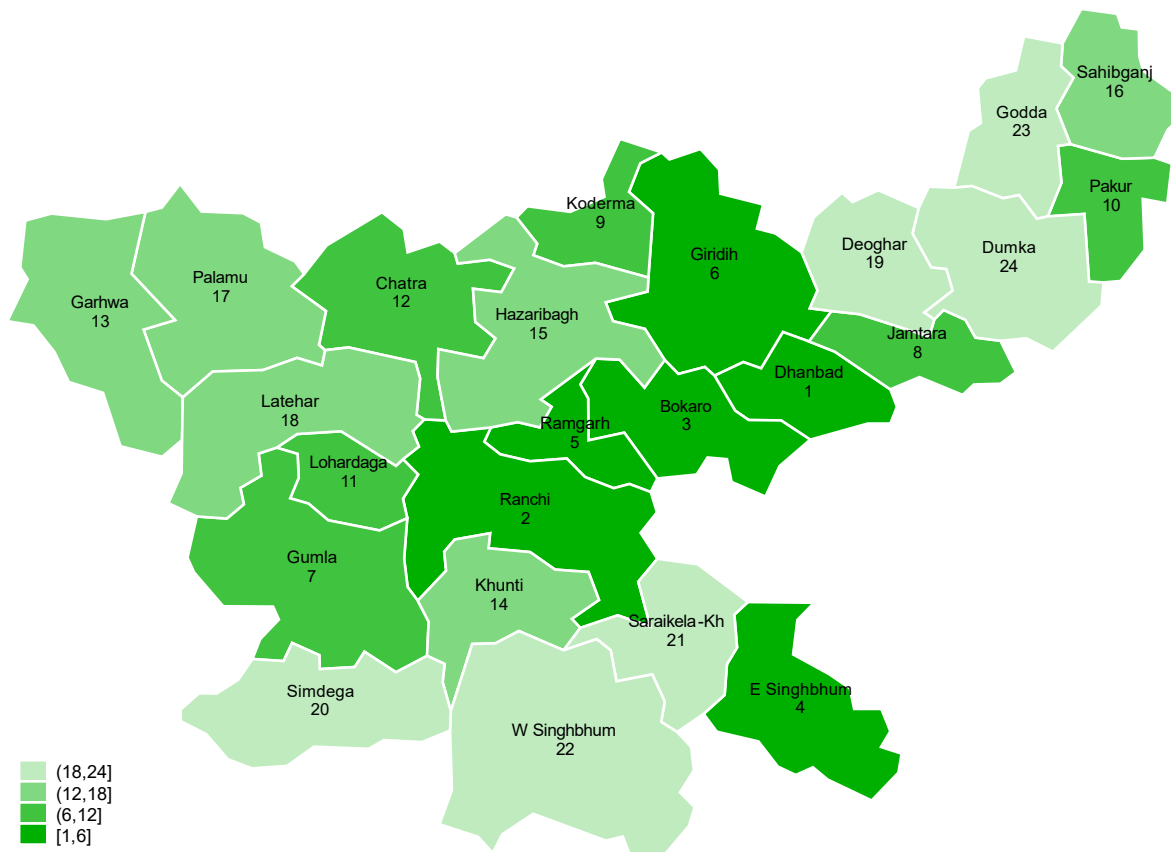 Sahibganj
16
Godda
23
Pakur
10
Koderma
9
Deoghar
19
Dumka
24
Giridih
6
Palamu
17
Chatra
12
Garhwa
13
Hazaribagh
15
Jamtara
8
Dhanbad
1
Latehar
18
Bokaro
3
Ramgarh
5
Lohardaga
11
Ranchi
2
Gumla
7
Khunti
14
Saraikela-Kh
21
Simdega
20
E Singhbhum
4
W Singhbhum
22
(18,24]
(12,18]
(6,12]
[1,6]